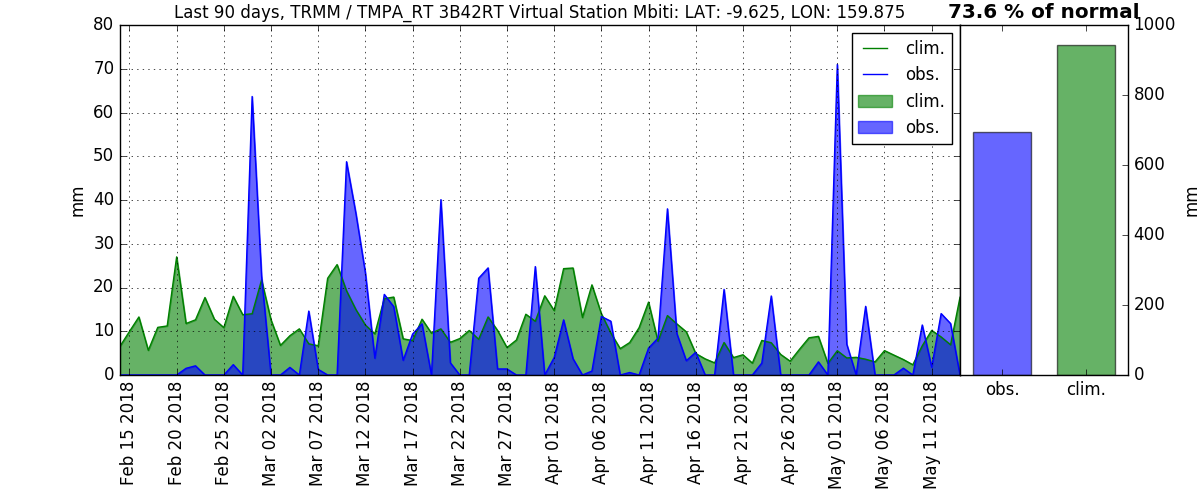 Last 90 days, TRMM / TMPA_RT 3B42RT Virtual Station Mbiti: LAT: -9.625, LON: 159.875
73.6 % of normal
80
70
60
50
40
30
20
10
0
mm
clim.
obs.
clim.
obs.
1000
800
600
400
200
0
mm
obs.
clim.
Feb 15 2018
Feb 20 2018
Feb 25 2018
Mar 02 2018
Mar 07 2018
Mar 12 2018
Mar 17 2018
Mar 22 2018
Mar 27 2018
Apr 01 2018
Apr 06 2018
Apr 11 2018
Apr 16 2018
Apr 21 2018
Apr 26 2018
May 01 2018
May 06 2018
May 11 2018